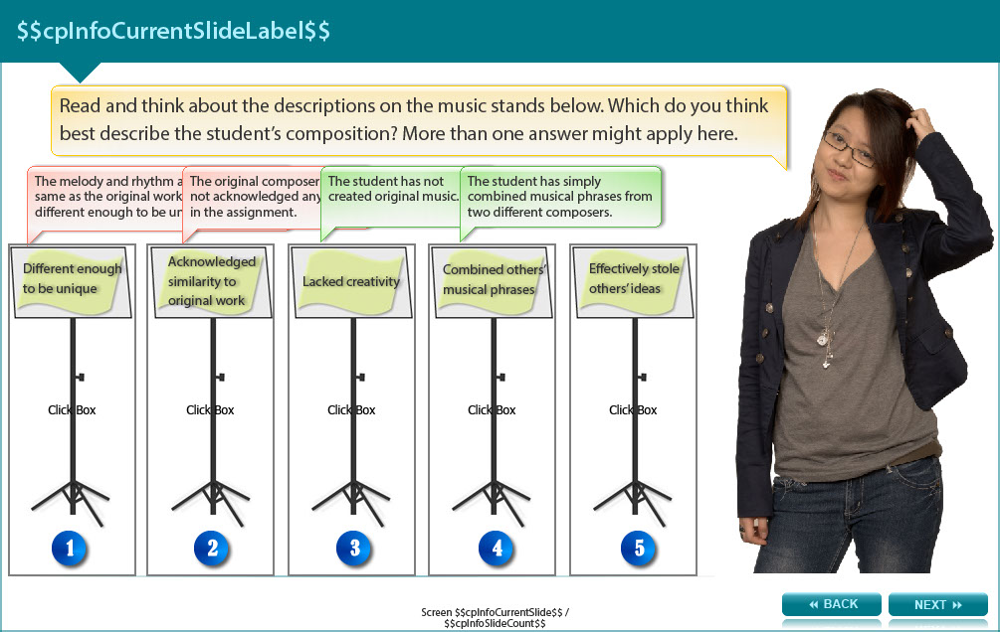 $$cpInfoCurrentSlideLabel$$
Read and think about the descriptions on the music stands below. Which do you think
best describe the student's composition? More than one answer might apply here.
The melody and rhythm a
same as the original work
different enough to be un
The original composer
not acknowledged any
in the assignment.
The student has not
created original music.
The student has simply
combined musical phrases from
two different composers.
Different enough
to be unique
Acknowledged
similarity to
original work
Lacked creativity
Combined others'
musical phrases
Effectively stole
others' ideas
Click Box
Click Box
Click Box
Click Box
Click Box
1
2
3
4
5
Screen $$cpInfoCurrentSlide$$ /
$$cpInfoSlideCount$$
BACK
NEXT